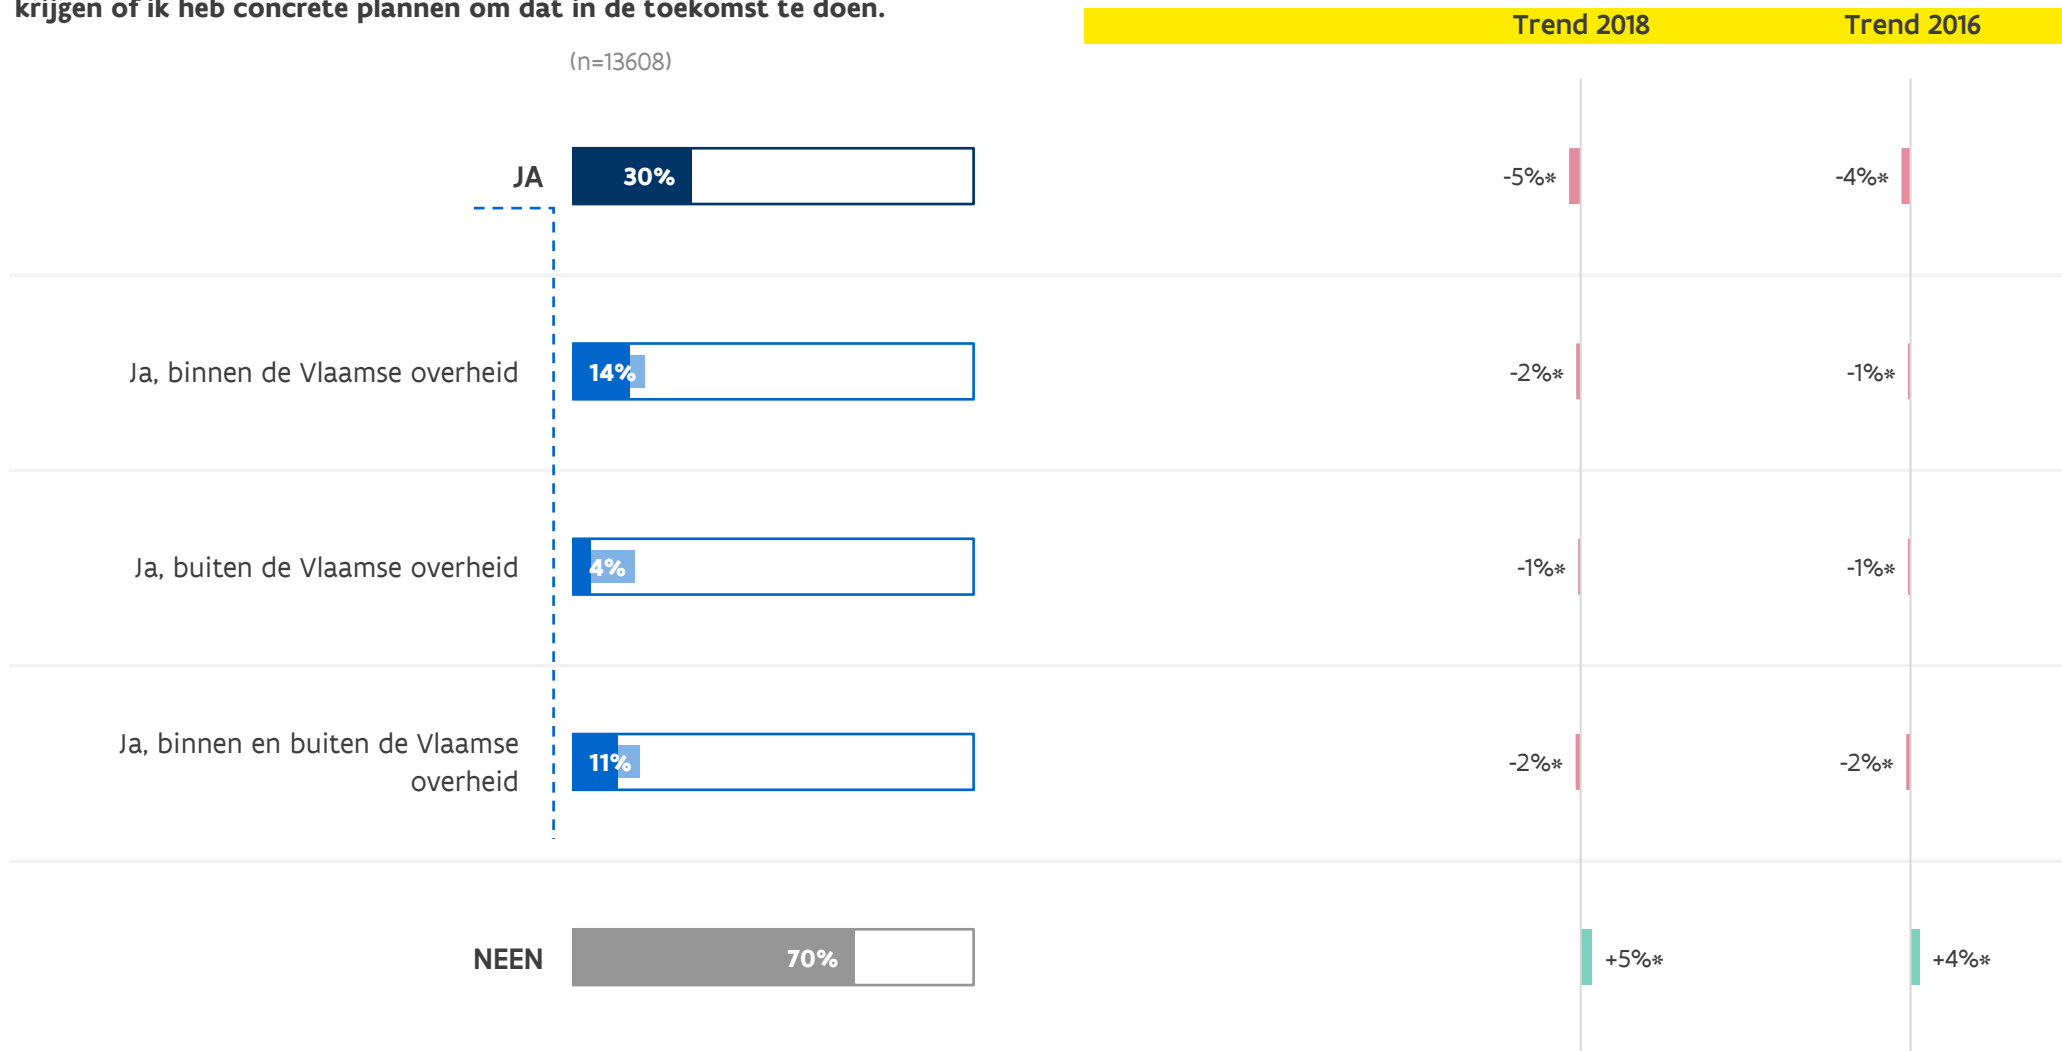 krijgen of ik heb concrete plannen om dat in de toekomst te doen.
Trend 2018 Trend 2016
(n=13608)
JA 30% -5%* -4%*
Ja, binnen de Vlaamse overheid 14% -2%* -1%*
Ja, buiten de Vlaamse overheid 4% -1%* -1%*
Ja, binnen en buiten de Vlaamse
overheid
11% -2%* -2%*
NEEN 70% +5%* +4%*